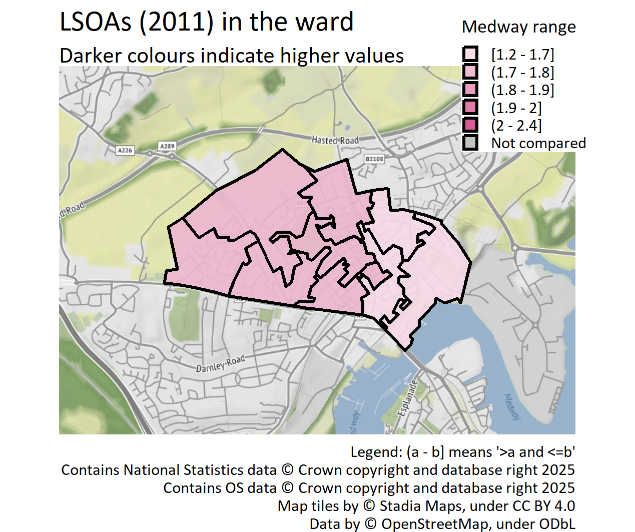 LSOAs (2011) in the ward
Darker colours indicate higher values
Medway range
[1.2 - 1.7]
(1.7 - 1.8]
(1.8 - 1.9]
(1.9 - 2]
(2 - 2.4]
Not compared
Hasted Road
A226
A289
B2108
d Road
Darnley Road
Esplanade
Medway
edway
Legend: (a - b] means '>a and <=b'
Contains National Statistics data © Crown copyright and database right 2025
Contains OS data © Crown copyright and database right 2025
Map tiles by © Stadia Maps, under CC BY 4.0
Data by © OpenStreetMap, under ODbL